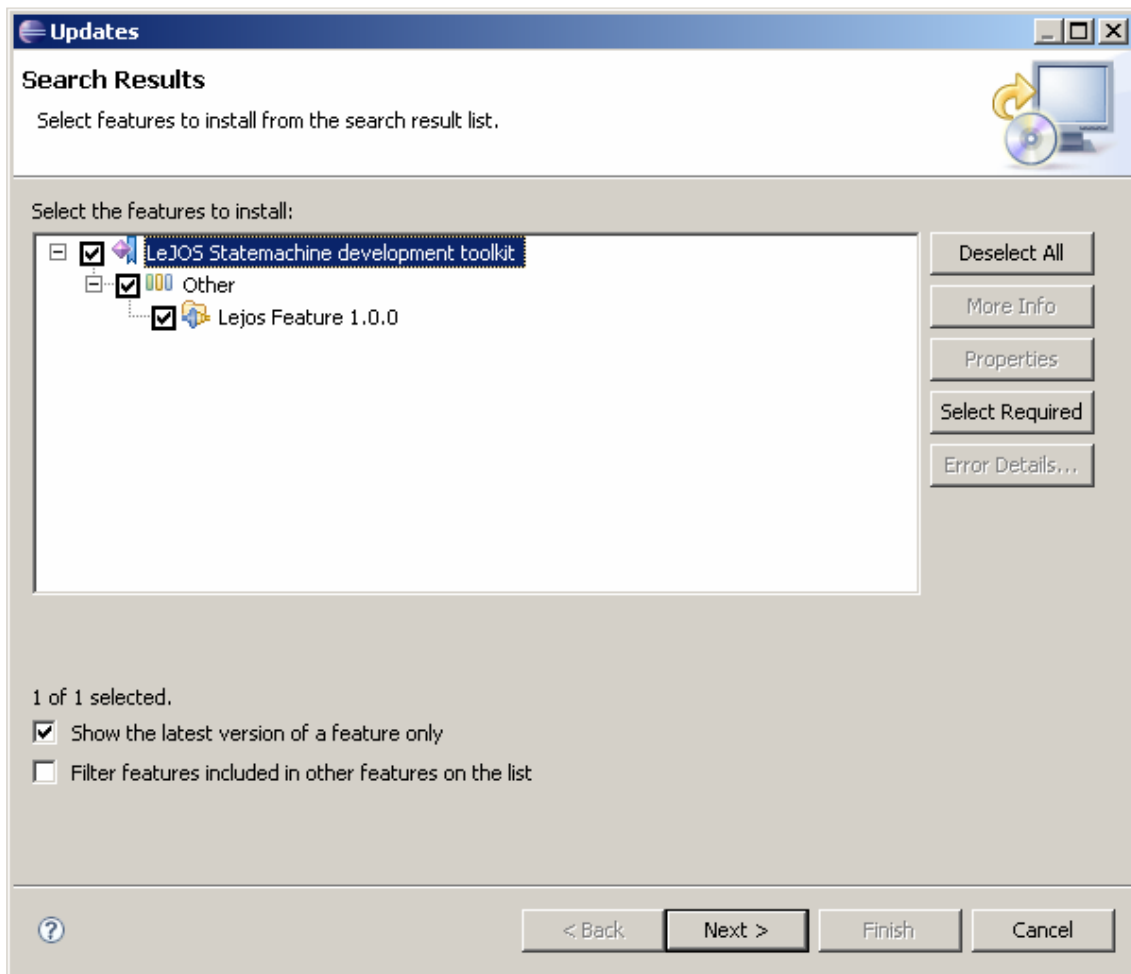 Updates
Search Results
Select features to install from the search result list.
Select the features to install:
LeJOS Statemachine development toolkit
Other
Lejos Feature 1.0.0
Deselect All
More Info
Properties
Select Required
Error Details...
1 of 1 selected.
Show the latest version of a feature only
Filter features included in other features on the list
?
< Back
Next >
Finish
Cancel